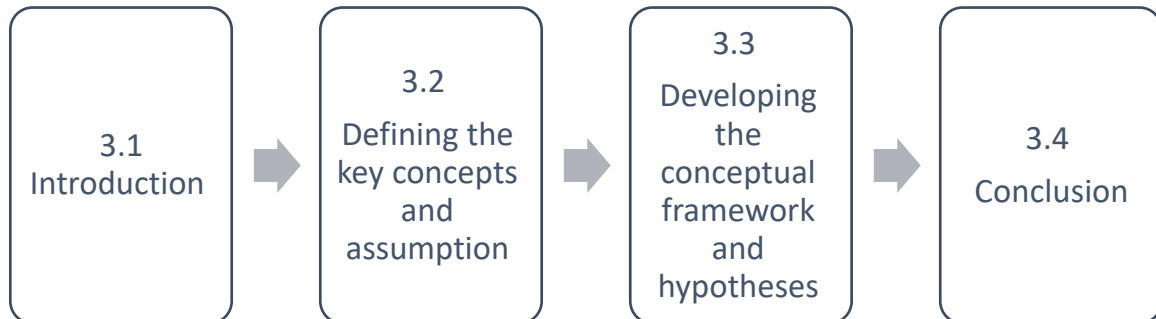 3.1
Introduction
3.2
Defining the
key concepts
and
assumption
3.3
Developing
the
conceptual
framework
and
hypotheses
3.4
Conclusion